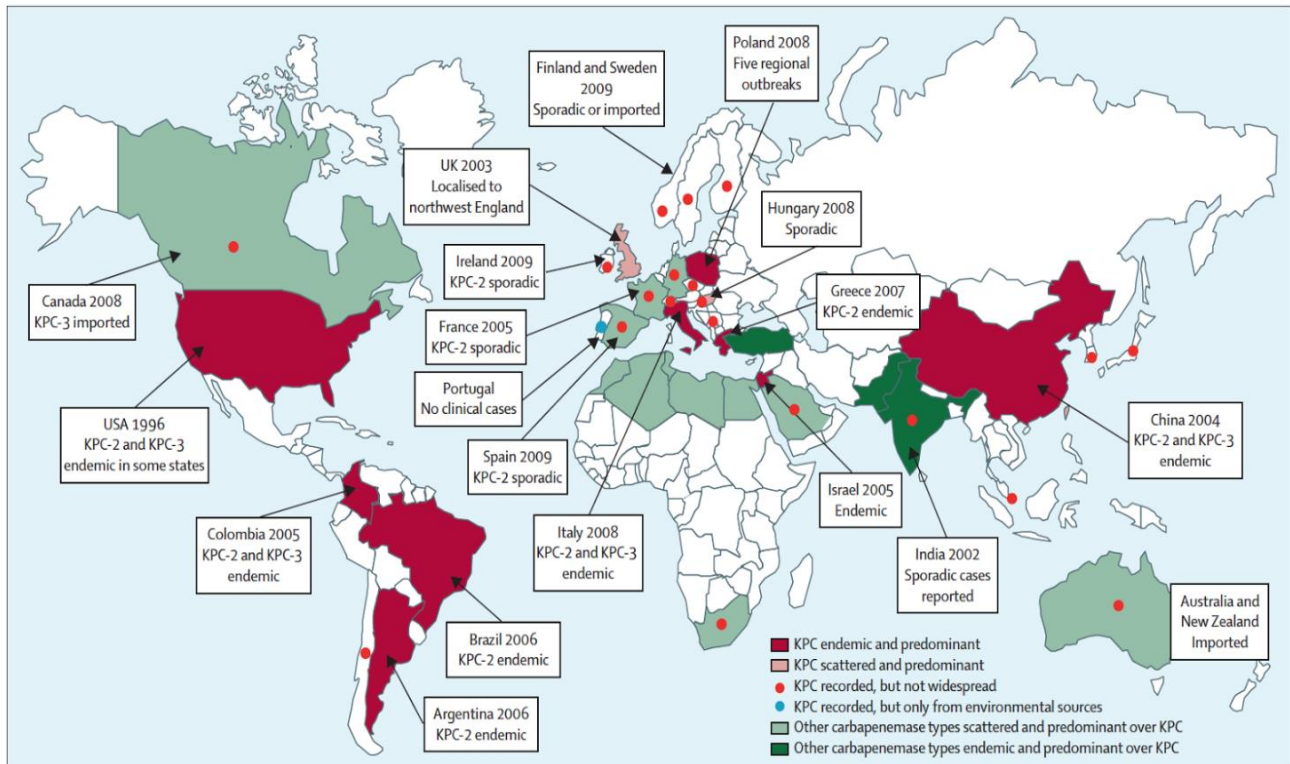 Poland 2008
Five regional
outbreaks
Finland and Sweden
2009
Sporadic or imported
UK 2003
Localised to
northwest England
Hungary 2008
Sporadic
Ireland 2009
KPC-2 sporadic
Canada 2008
KPC-3 imported
Greece 2007
KPC-2 endemic
France 2005
KPC-2 sporadic
Portugal
No clinical cases
USA 1996
KPC-2 and KPC-3
endemic in some states
China 2004
KPC-2 and KPC-3
endemic
Spain 2009
KPC-2 sporadic
Israel 2005
Endemic
Colombia 2005
KPC-2 and KPC-3
endemic
Italy 2008
KPC-2 and KPC-3
endemic
India 2002
Sporadic cases
reported
Australia and
New Zealand
Imported
Brazil 2006
KPC-2 endemic
Argentina 2006
KPC-2 endemic
KPC endemic and predominant
KPC scattered and predominant
KPC recorded, but not widespread
KPC recorded, but only from environmental sources
Other carbapenemase types scattered and predominant over KPC
Other carbapenemase types endemic and predominant over KPC